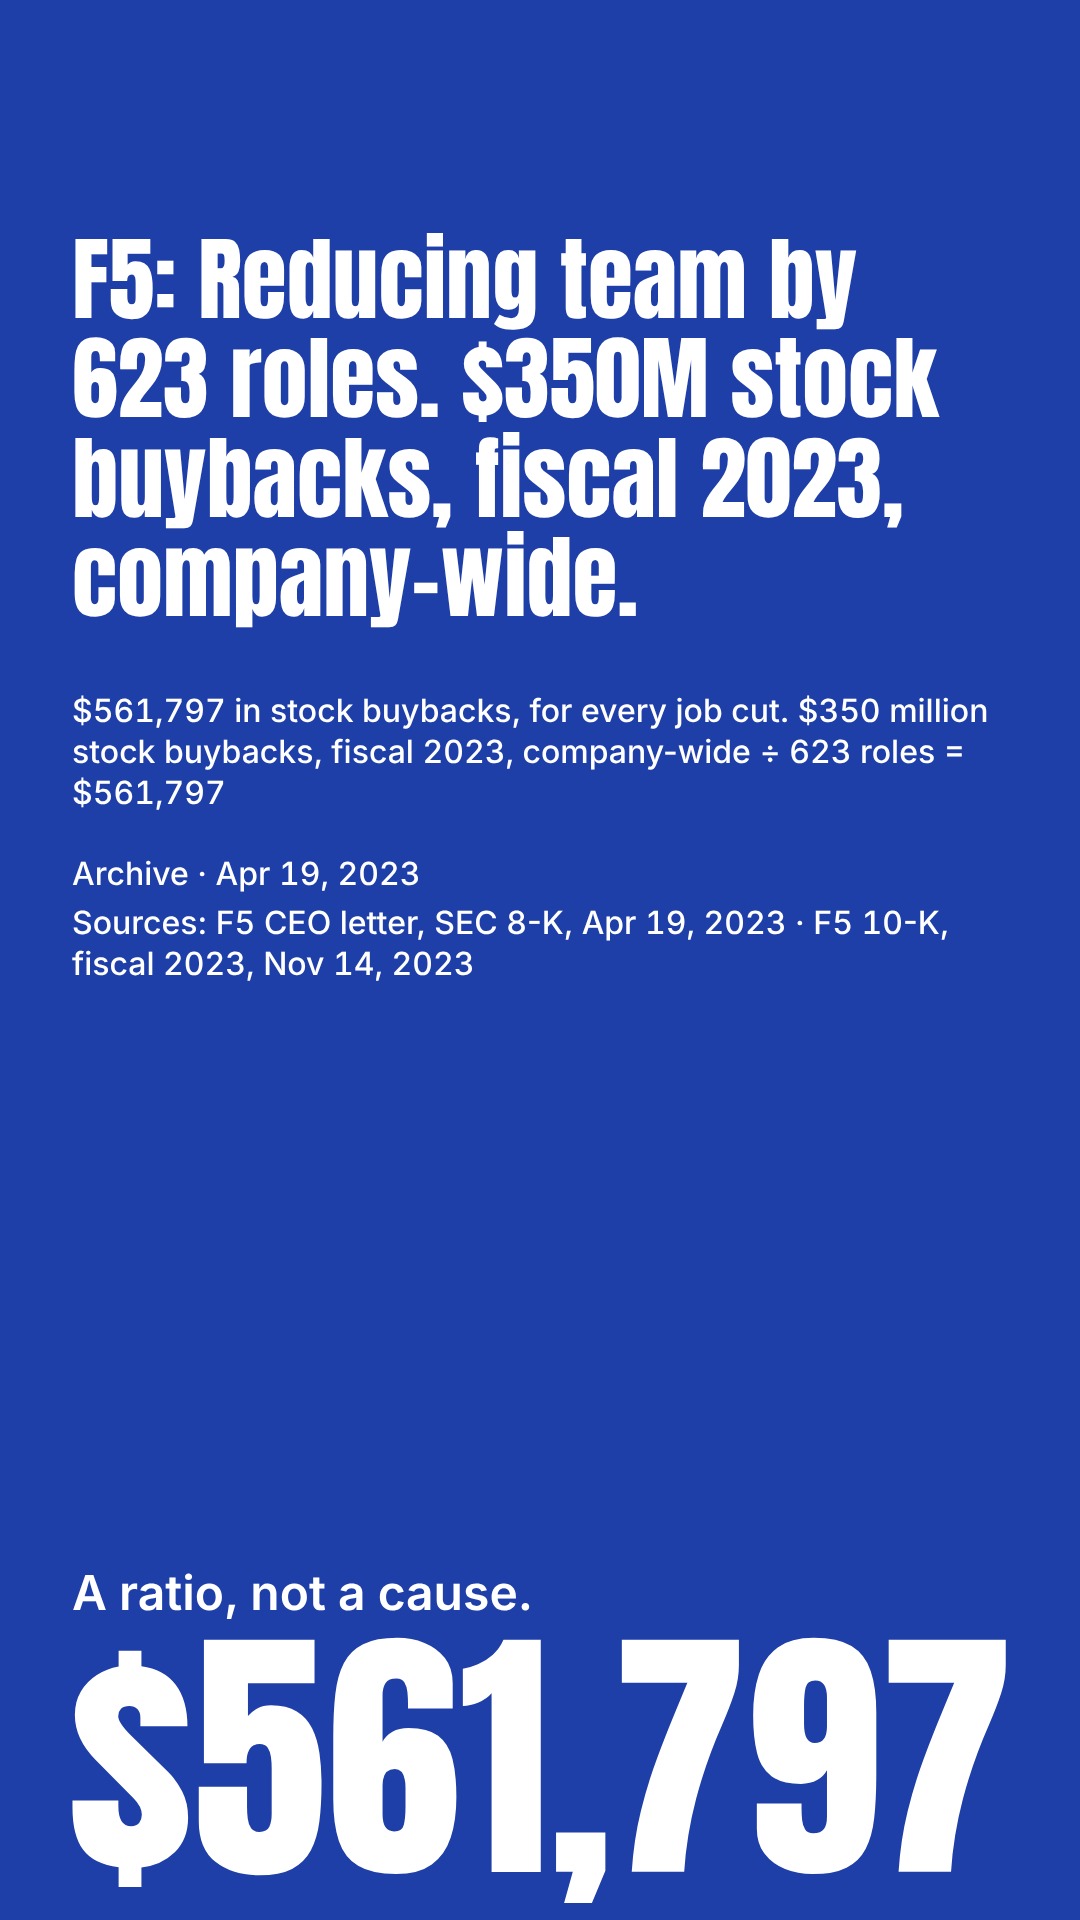 F5: Reducing team by
623 roles. $350M stock
buybacks, fiscal 2023,
company-wide.
$561,797 in stock buybacks, for every job cut. $350 million
stock buybacks, fiscal 2023, company-wide ÷ 623 roles =
$561,797
Archive · Apr 19, 2023
Sources: F5 CEO letter, SEC 8-K, Apr 19, 2023 · F5 10-K,
fiscal 2023, Nov 14, 2023
A ratio, not a cause.
$561,797